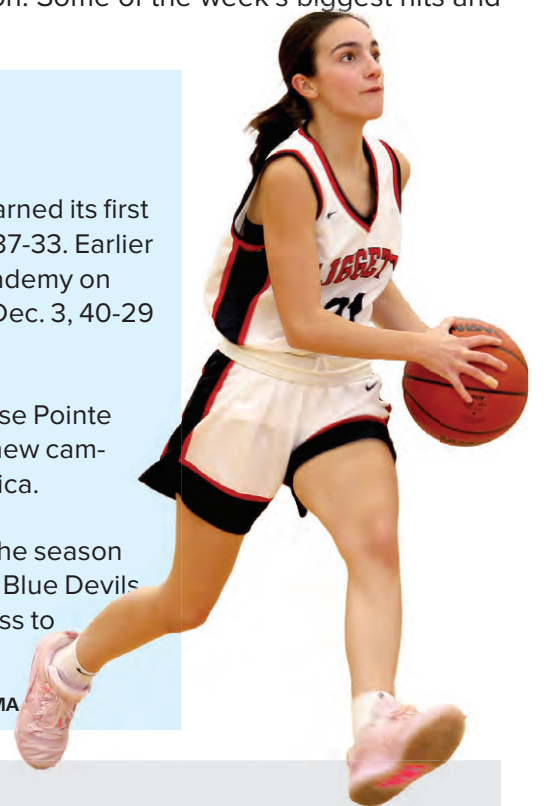 on. Some of the week's biggest hits and
arned its first
37-33. Earlier
ademy on
Dec. 3, 40-29
se Pointe
new cam-
ica.
he season
Blue Devils
ss to
MA
LIGGETT